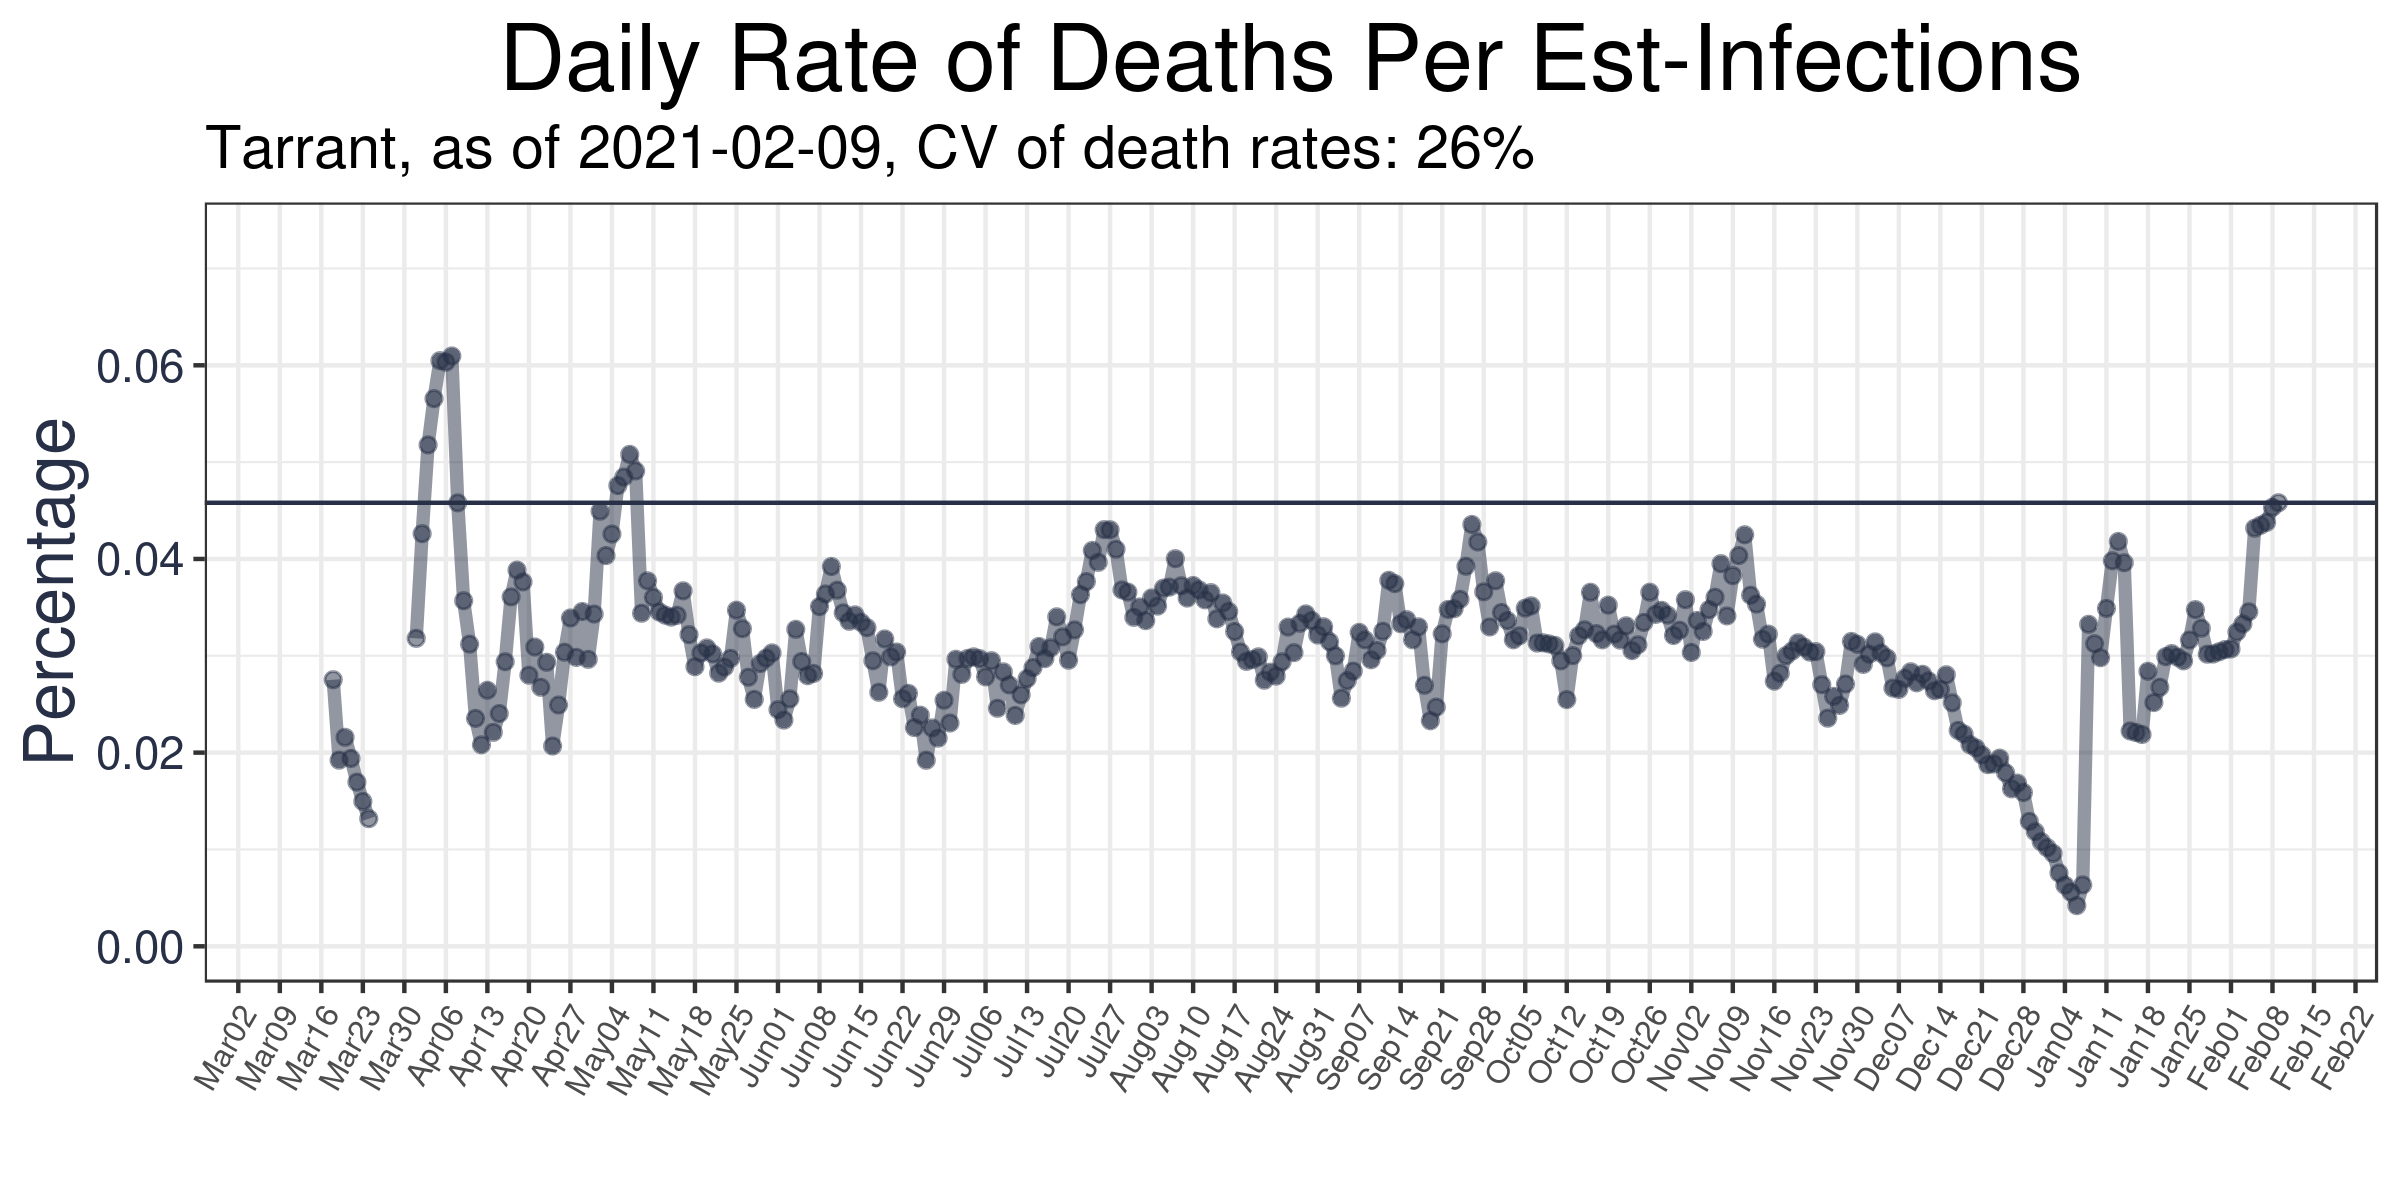 Daily Rate of Deaths Per Est-Infections
Tarrant, as of 2021-02-09, CV of death rates: 26%
Percentage
0.06
0.04
0.02
0.00
Mar02
Mar09
Mar16
Mar23
Mar30
Apr06
Apr13
Apr20
Apr27
May04
May11
May18
May25
Jun01
Jun08
Jun15
Jun22
Jun29
Jul06
Jul13
Jul20
Jul27
Aug03
Aug10
Aug17
Aug24
Aug31
Sep07
Sep14
Sep21
Sep28
Oct05
Oct12
Oct19
Oct26
Nov02
Nov09
Nov16
Nov23
Nov30
Dec07
Dec14
Dec21
Dec28
Jan04
Jan11
Jan18
Jan25
Feb01
Feb08
Feb15
Feb22